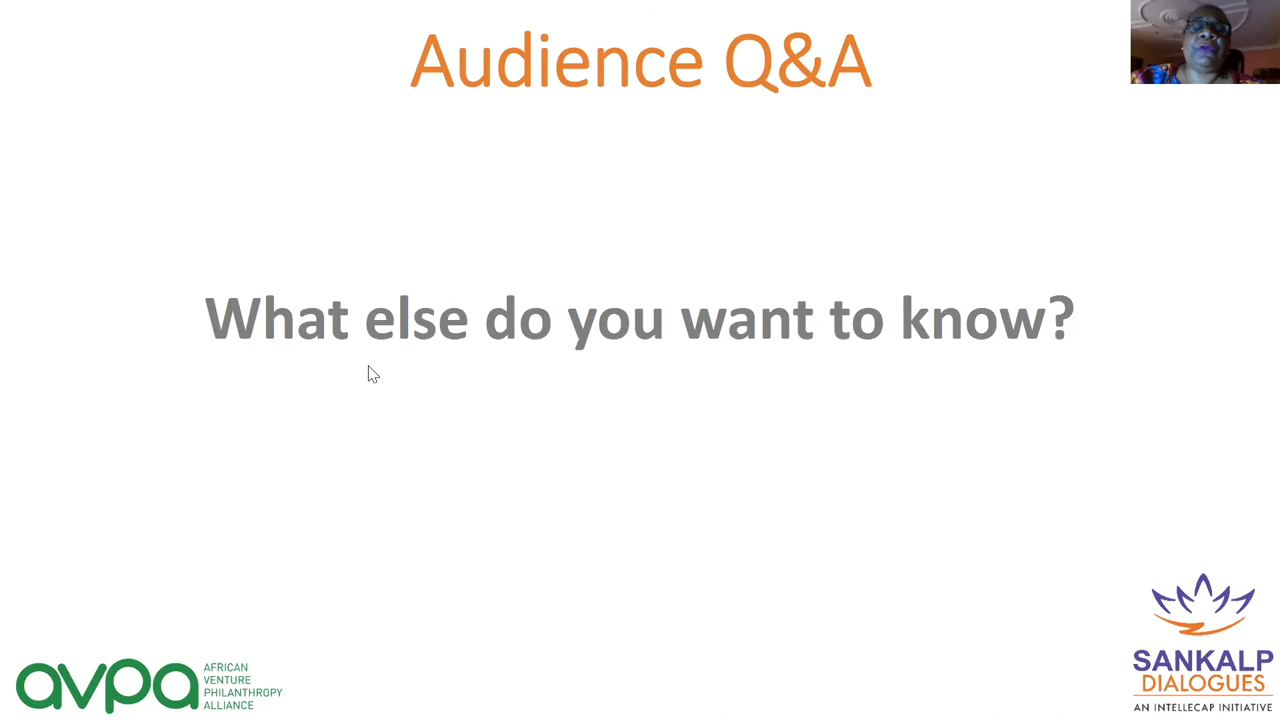 Audience Q&A
What else do you want to know?
avpa
AFRICAN
VENTURE
PHILANTHROPY
ALLIANCE
SANKALP
DIALOGUES
AN INTELLECAP INITIATIVE